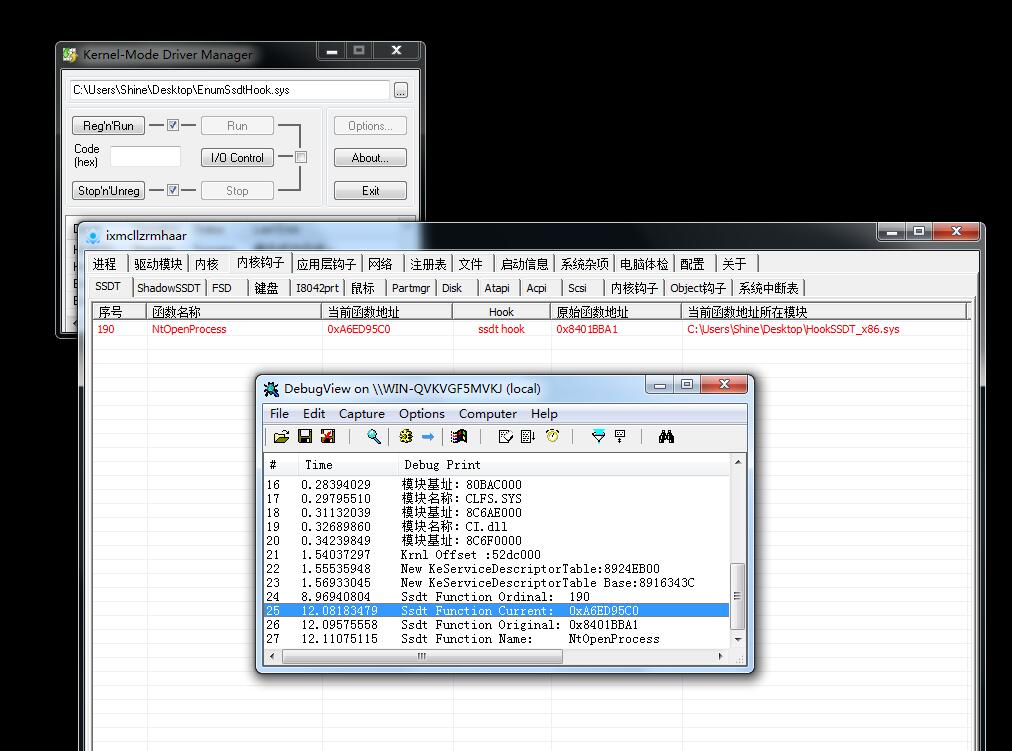 Kernel-Mode Driver Manager
C:\Users\Shine\Desktop\EnumSsdtHook.sys
...
Reg'n'Run Run Options...
Code (hex) I/O Control About...
Stop'n'Unreg Stop Exit
ixmcllzrmhaar
进程 驱动模块 内核 内核钩子 应用层钩子 网络 注册表 文件 启动信息 系统杂项 电脑体检 配置 关于
SSDT ShadowSSDT FSD 键盘 I8042prt 鼠标 Partmgr Disk Atapi Acpi Scsi 内核钩子 Object钩子 系统中断表
序号 函数名称 当前函数地址 Hook 原始函数地址 当前函数地址所在模块
190 NtOpenProcess 0xA6ED95C0 ssdt hook 0x8401BBA1 C:\Users\Shine\Desktop\HookSSDT_x86.sys
DebugView on \\WIN-QVKVGF5MVKJ (local)
File Edit Capture Options Computer Help
# Time Debug Print
16 0.28394029 模块基址: 80BAC000
17 0.29795510 模块名称: CLFS.SYS
18 0.31132039 模块基址: 8C6AE000
19 0.32689860 模块名称: CI.dll
20 0.34239849 模块基址: 8C6F0000
21 1.54037297 Krnl Offset :52dc000
22 1.55535948 New KeServiceDescriptorTable:8924EB00
23 1.56933045 New KeServiceDescriptorTable Base:8916343C
24 8.96940804 Ssdt Function Ordinal: 190
25 12.08183479 Ssdt Function Current: 0xA6ED95C0
26 12.09575558 Ssdt Function Original: 0x8401BBA1
27 12.11075115 Ssdt Function Name: NtOpenProcess